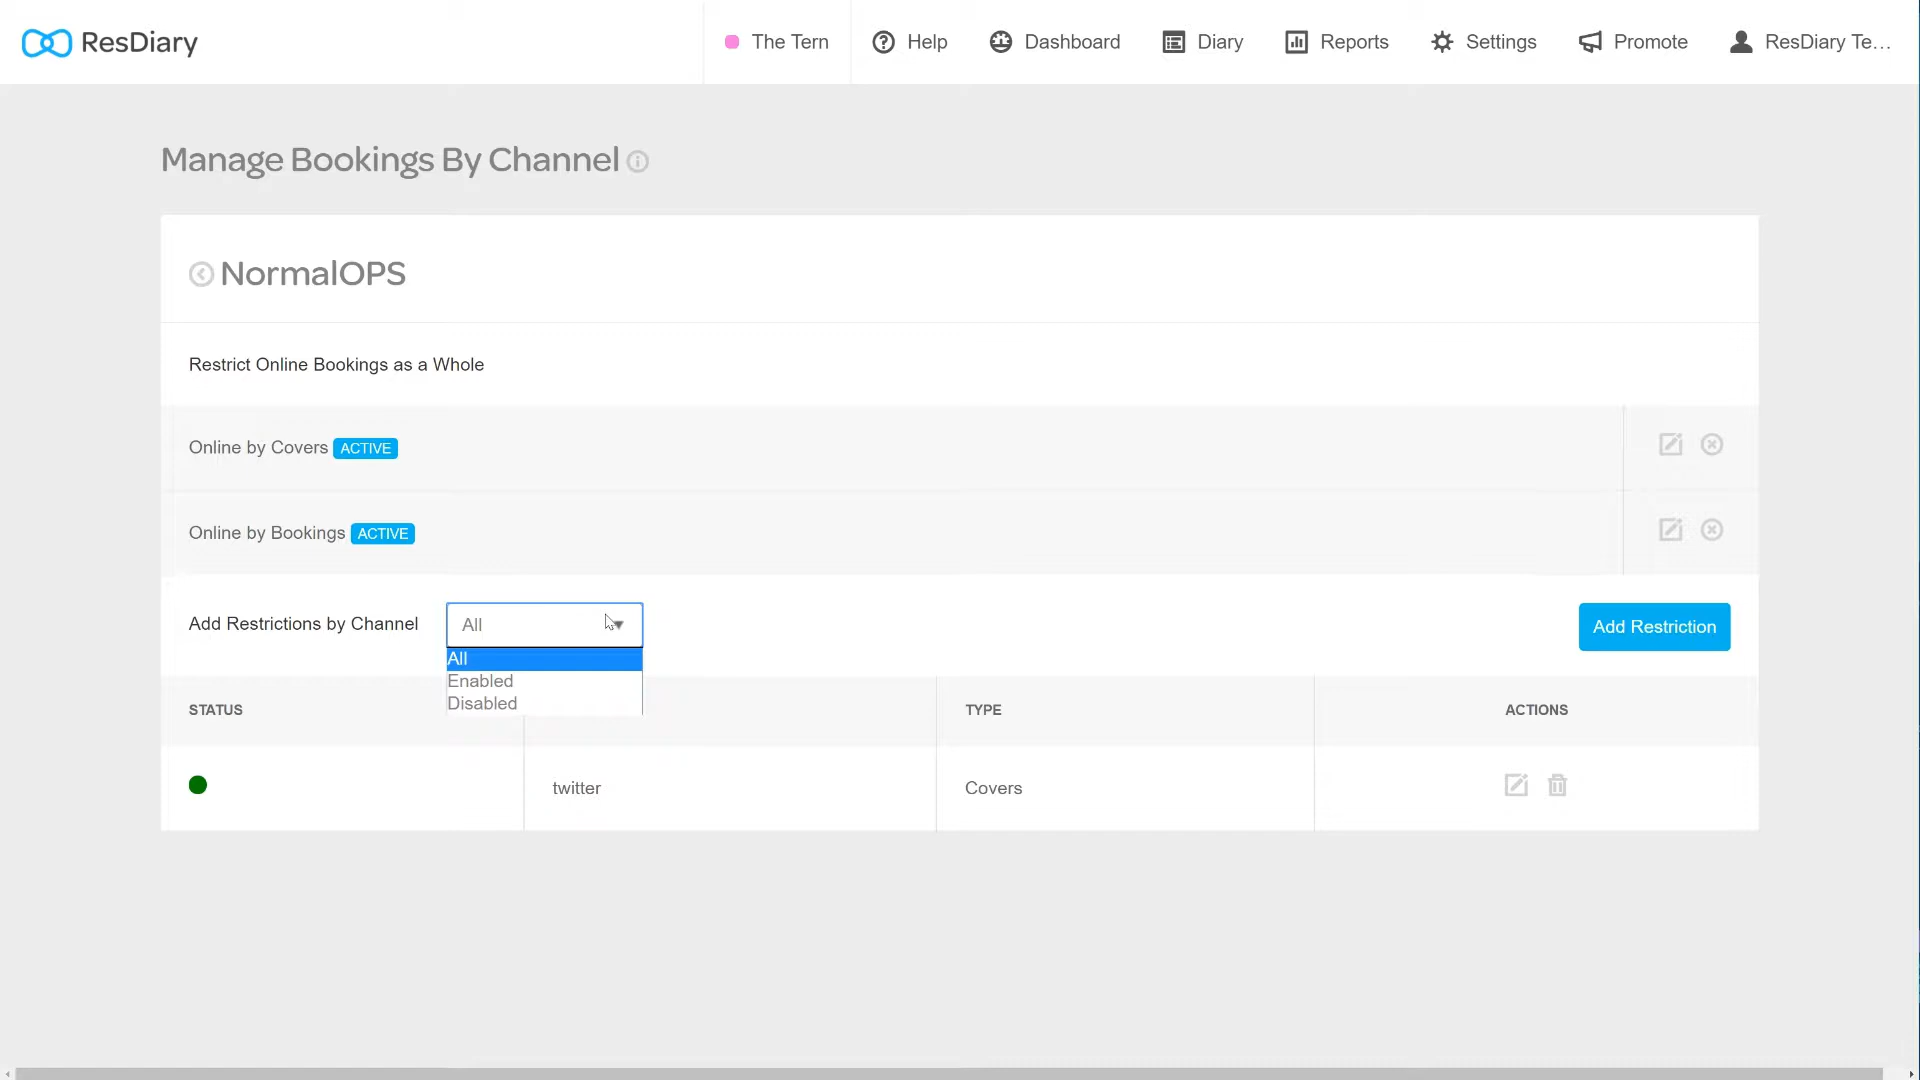 ResDiary
The Tern
Help
Dashboard
Diary
Reports
Settings
Promote
ResDiary Te...
Manage Bookings By Channel
NormalOPS
Restrict Online Bookings as a Whole
Online by Covers ACTIVE
Online by Bookings ACTIVE
Add Restrictions by Channel
All
Add Restriction
All
Enabled
Disabled
STATUS
TYPE
ACTIONS
twitter
Covers